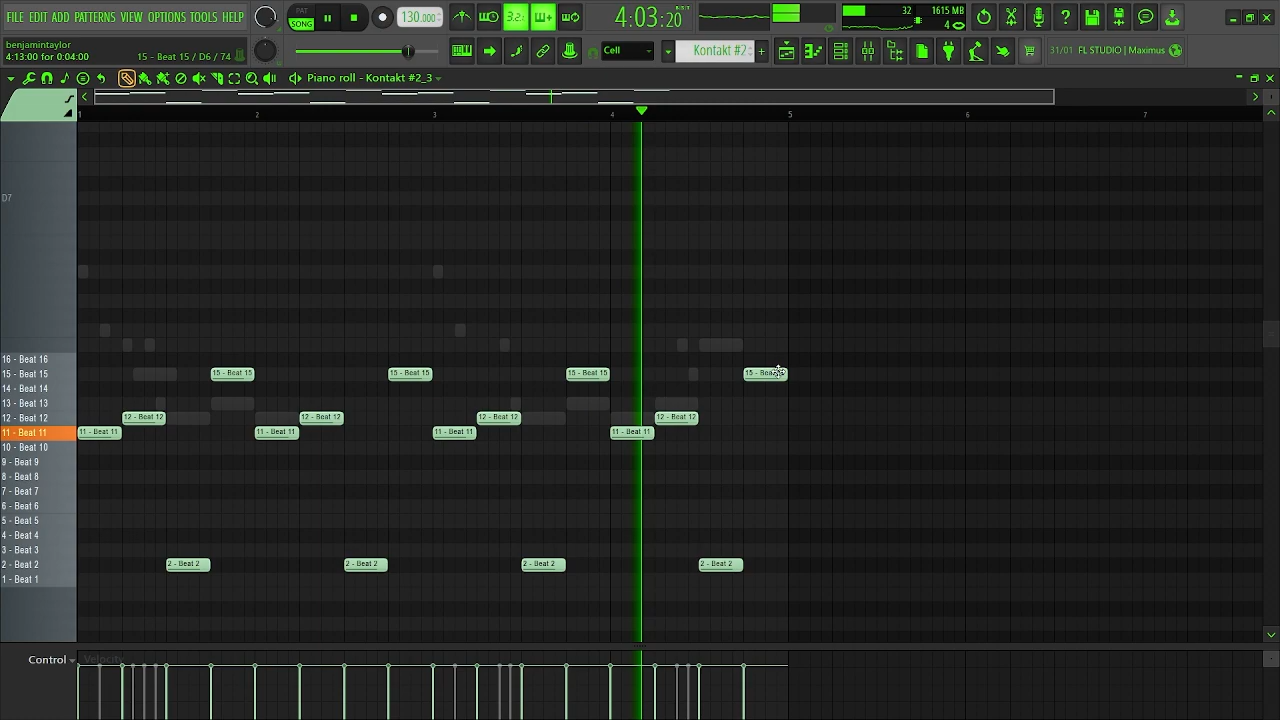 FILE EDIT ADD PATTERNS VIEW OPTIONS TOOLS HELP
PAT
SONG
130.000
3.2.
4:03:20
32
1615 MB
4
benjamintaylor
4:13:00 for 0:04:00
15 - Beat 15 / D6 / 74
Cell
Kontakt #2
31/01 FL STUDIO | Maximus
Piano roll - Kontakt #2_3
1 2 3 4 5 6 7
D7
16 - Beat 16
15 - Beat 15
15 - Beat 15
15 - Beat 15
15 - Beat 15
14 - Beat 14
13 - Beat 13
12 - Beat 12
12 - Beat 12
12 - Beat 12
12 - Beat 12
12 - Beat 12
11 - Beat 11
11 - Beat 11
11 - Beat 11
11 - Beat 11
11 - Beat 11
10 - Beat 10
9 - Beat 9
8 - Beat 8
7 - Beat 7
6 - Beat 6
5 - Beat 5
4 - Beat 4
3 - Beat 3
2 - Beat 2
2 - Beat 2
2 - Beat 2
2 - Beat 2
2 - Beat 2
1 - Beat 1
Control
Velocity